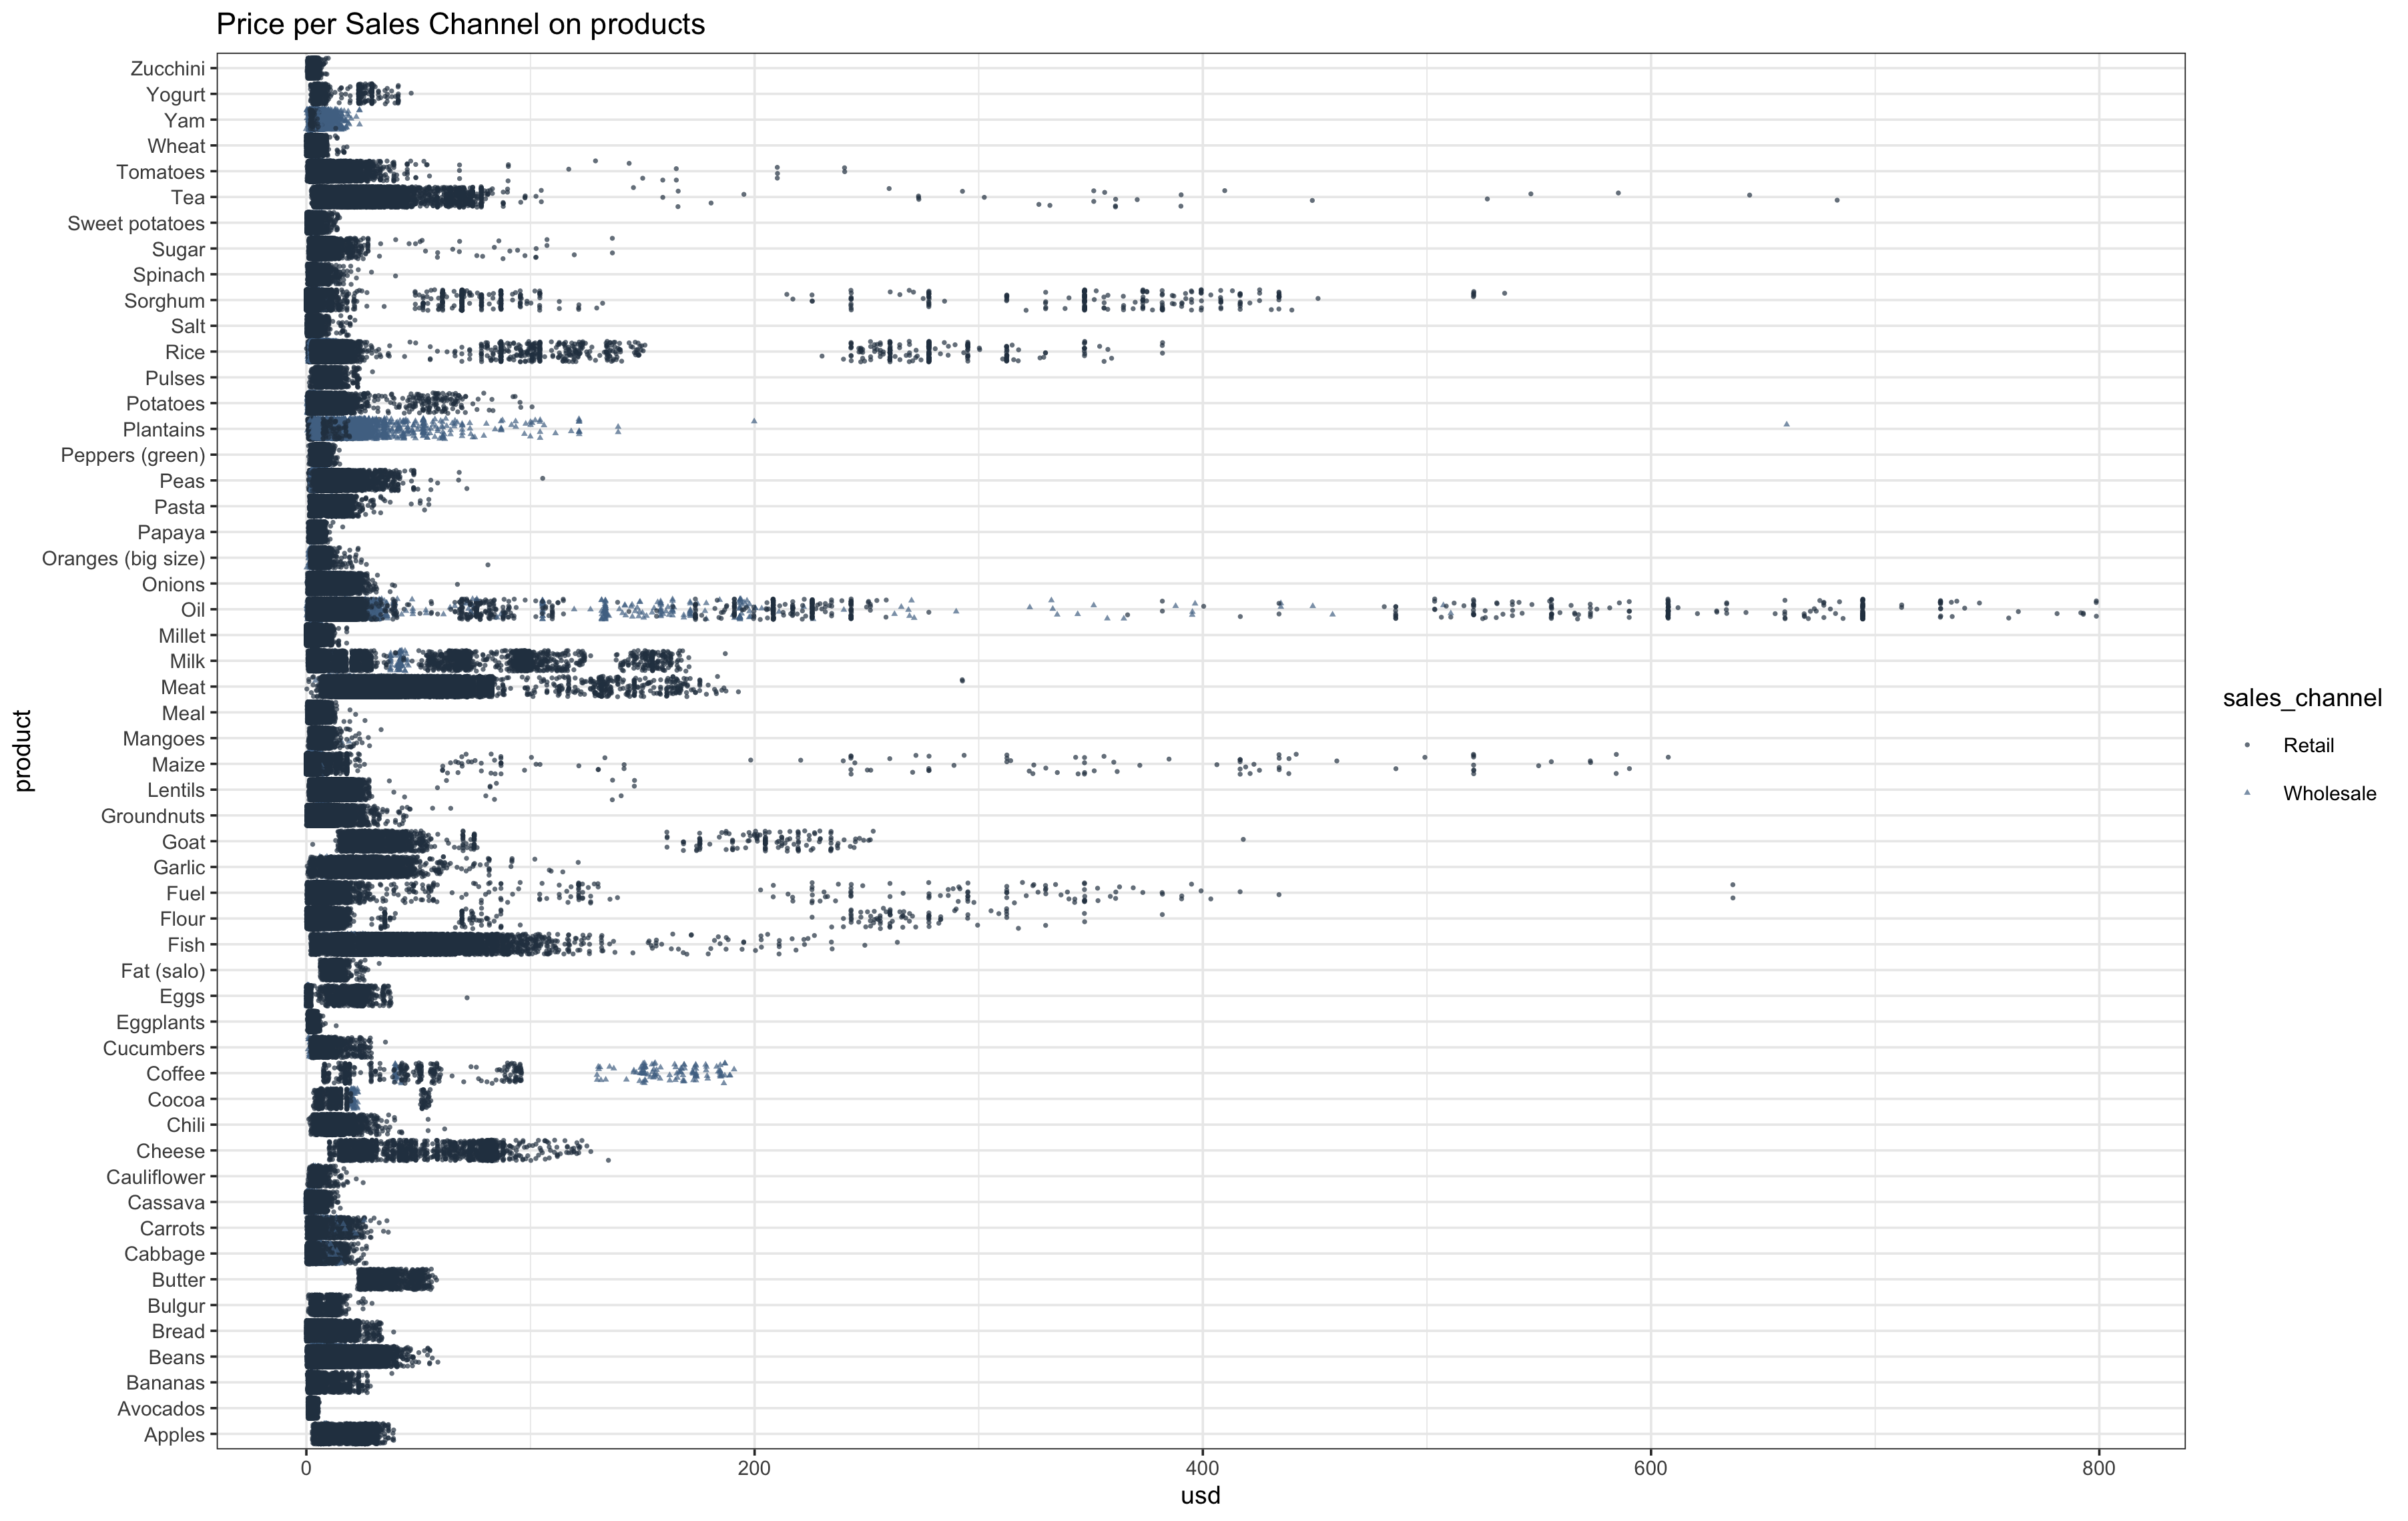 Price per Sales Channel on products
product
Zucchini
Yogurt
Yam
Wheat
Tomatoes
Tea
Sweet potatoes
Sugar
Spinach
Sorghum
Salt
Rice
Pulses
Potatoes
Plantains
Peppers (green)
Peas
Pasta
Papaya
Oranges (big size)
Onions
Oil
Millet
Milk
Meat
Meal
Mangoes
Maize
Lentils
Groundnuts
Goat
Garlic
Fuel
Flour
Fish
Fat (salo)
Eggs
Eggplants
Cucumbers
Coffee
Cocoa
Chili
Cheese
Cauliflower
Cassava
Carrots
Cabbage
Butter
Bulgur
Bread
Beans
Bananas
Avocados
Apples
0 200 400 600 800
usd
sales_channel
Retail
Wholesale